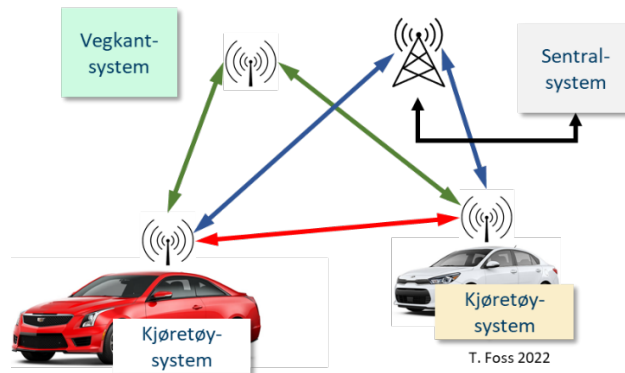 Vegkant-
system
Sentral-
system
Kjøretøy-
system
Kjøretøy-
system
T. Foss 2022